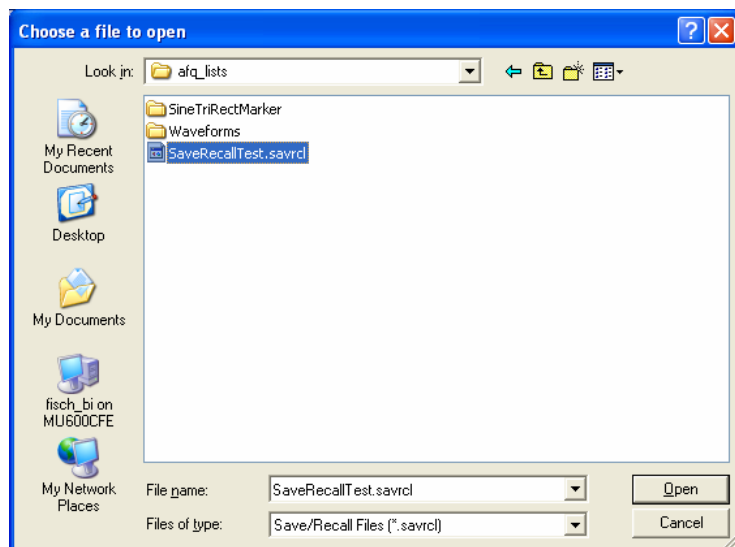 Choose a file to open
Look in: afq_lists
SineTriRectMarker
Waveforms
SaveRecallTest.savrcl
My Recent
Documents
Desktop
My Documents
fisch_bi on
MU600CFE
My Network
Places
File name: SaveRecallTest.savrcl Open
Files of type: Save/Recall Files (*.savrcl) Cancel